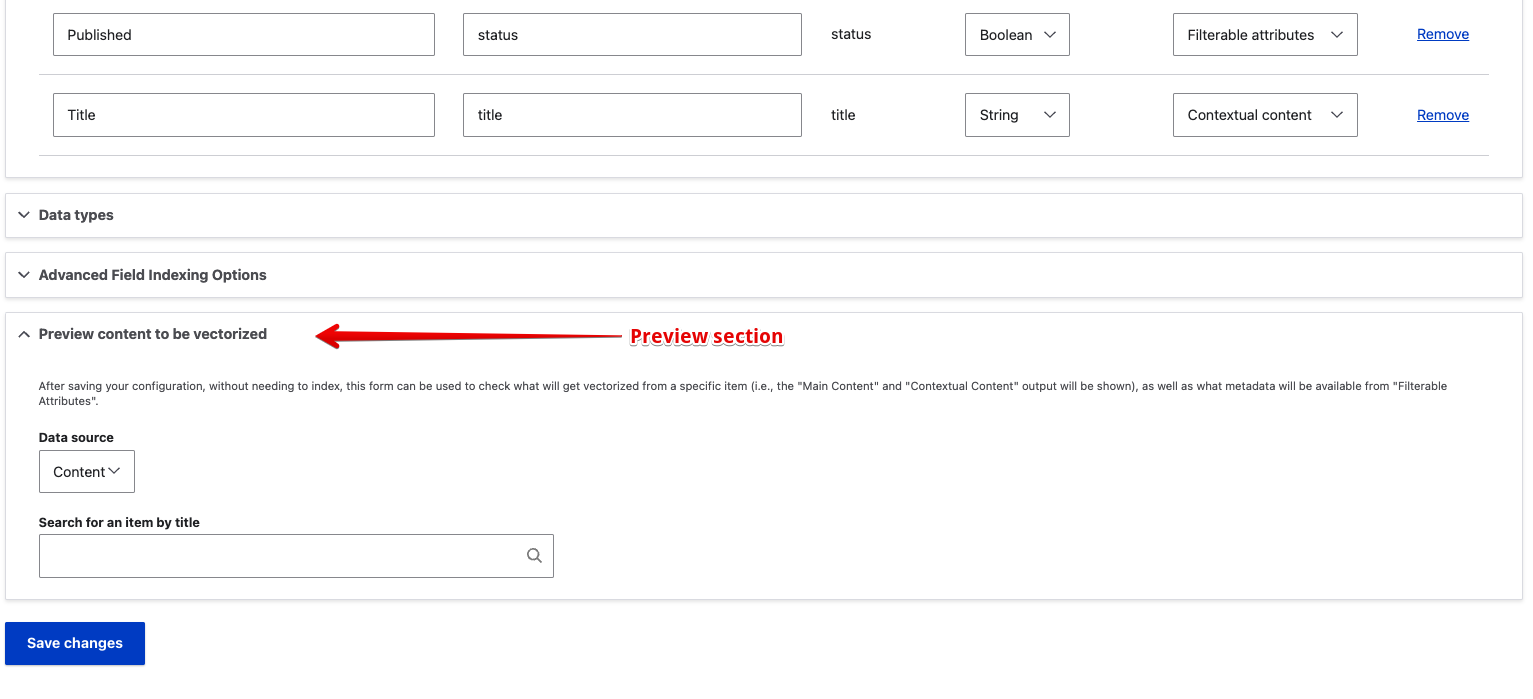 Published status status Boolean Filterable attributes Remove
Title title title String Contextual content Remove
Data types
Advanced Field Indexing Options
Preview content to be vectorized Preview section
After saving your configuration, without needing to index, this form can be used to check what will get vectorized from a specific item (i.e., the "Main Content" and "Contextual Content" output will be shown), as well as what metadata will be available from "Filterable
Attributes".
Data source
Content
Search for an item by title
Save changes